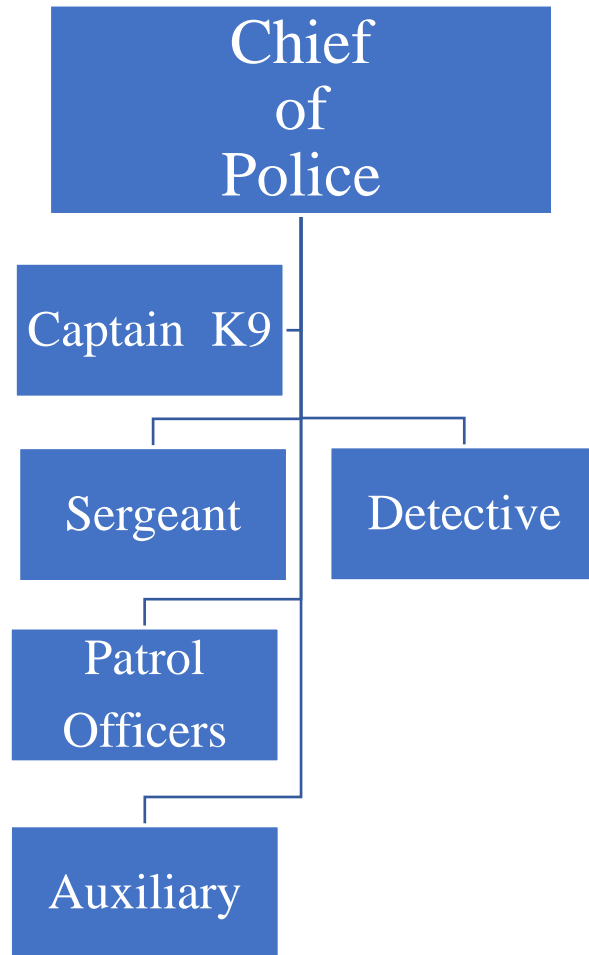 Chief
of
Police
Captain K9
Sergeant
Detective
Patrol
Officers
Auxiliary